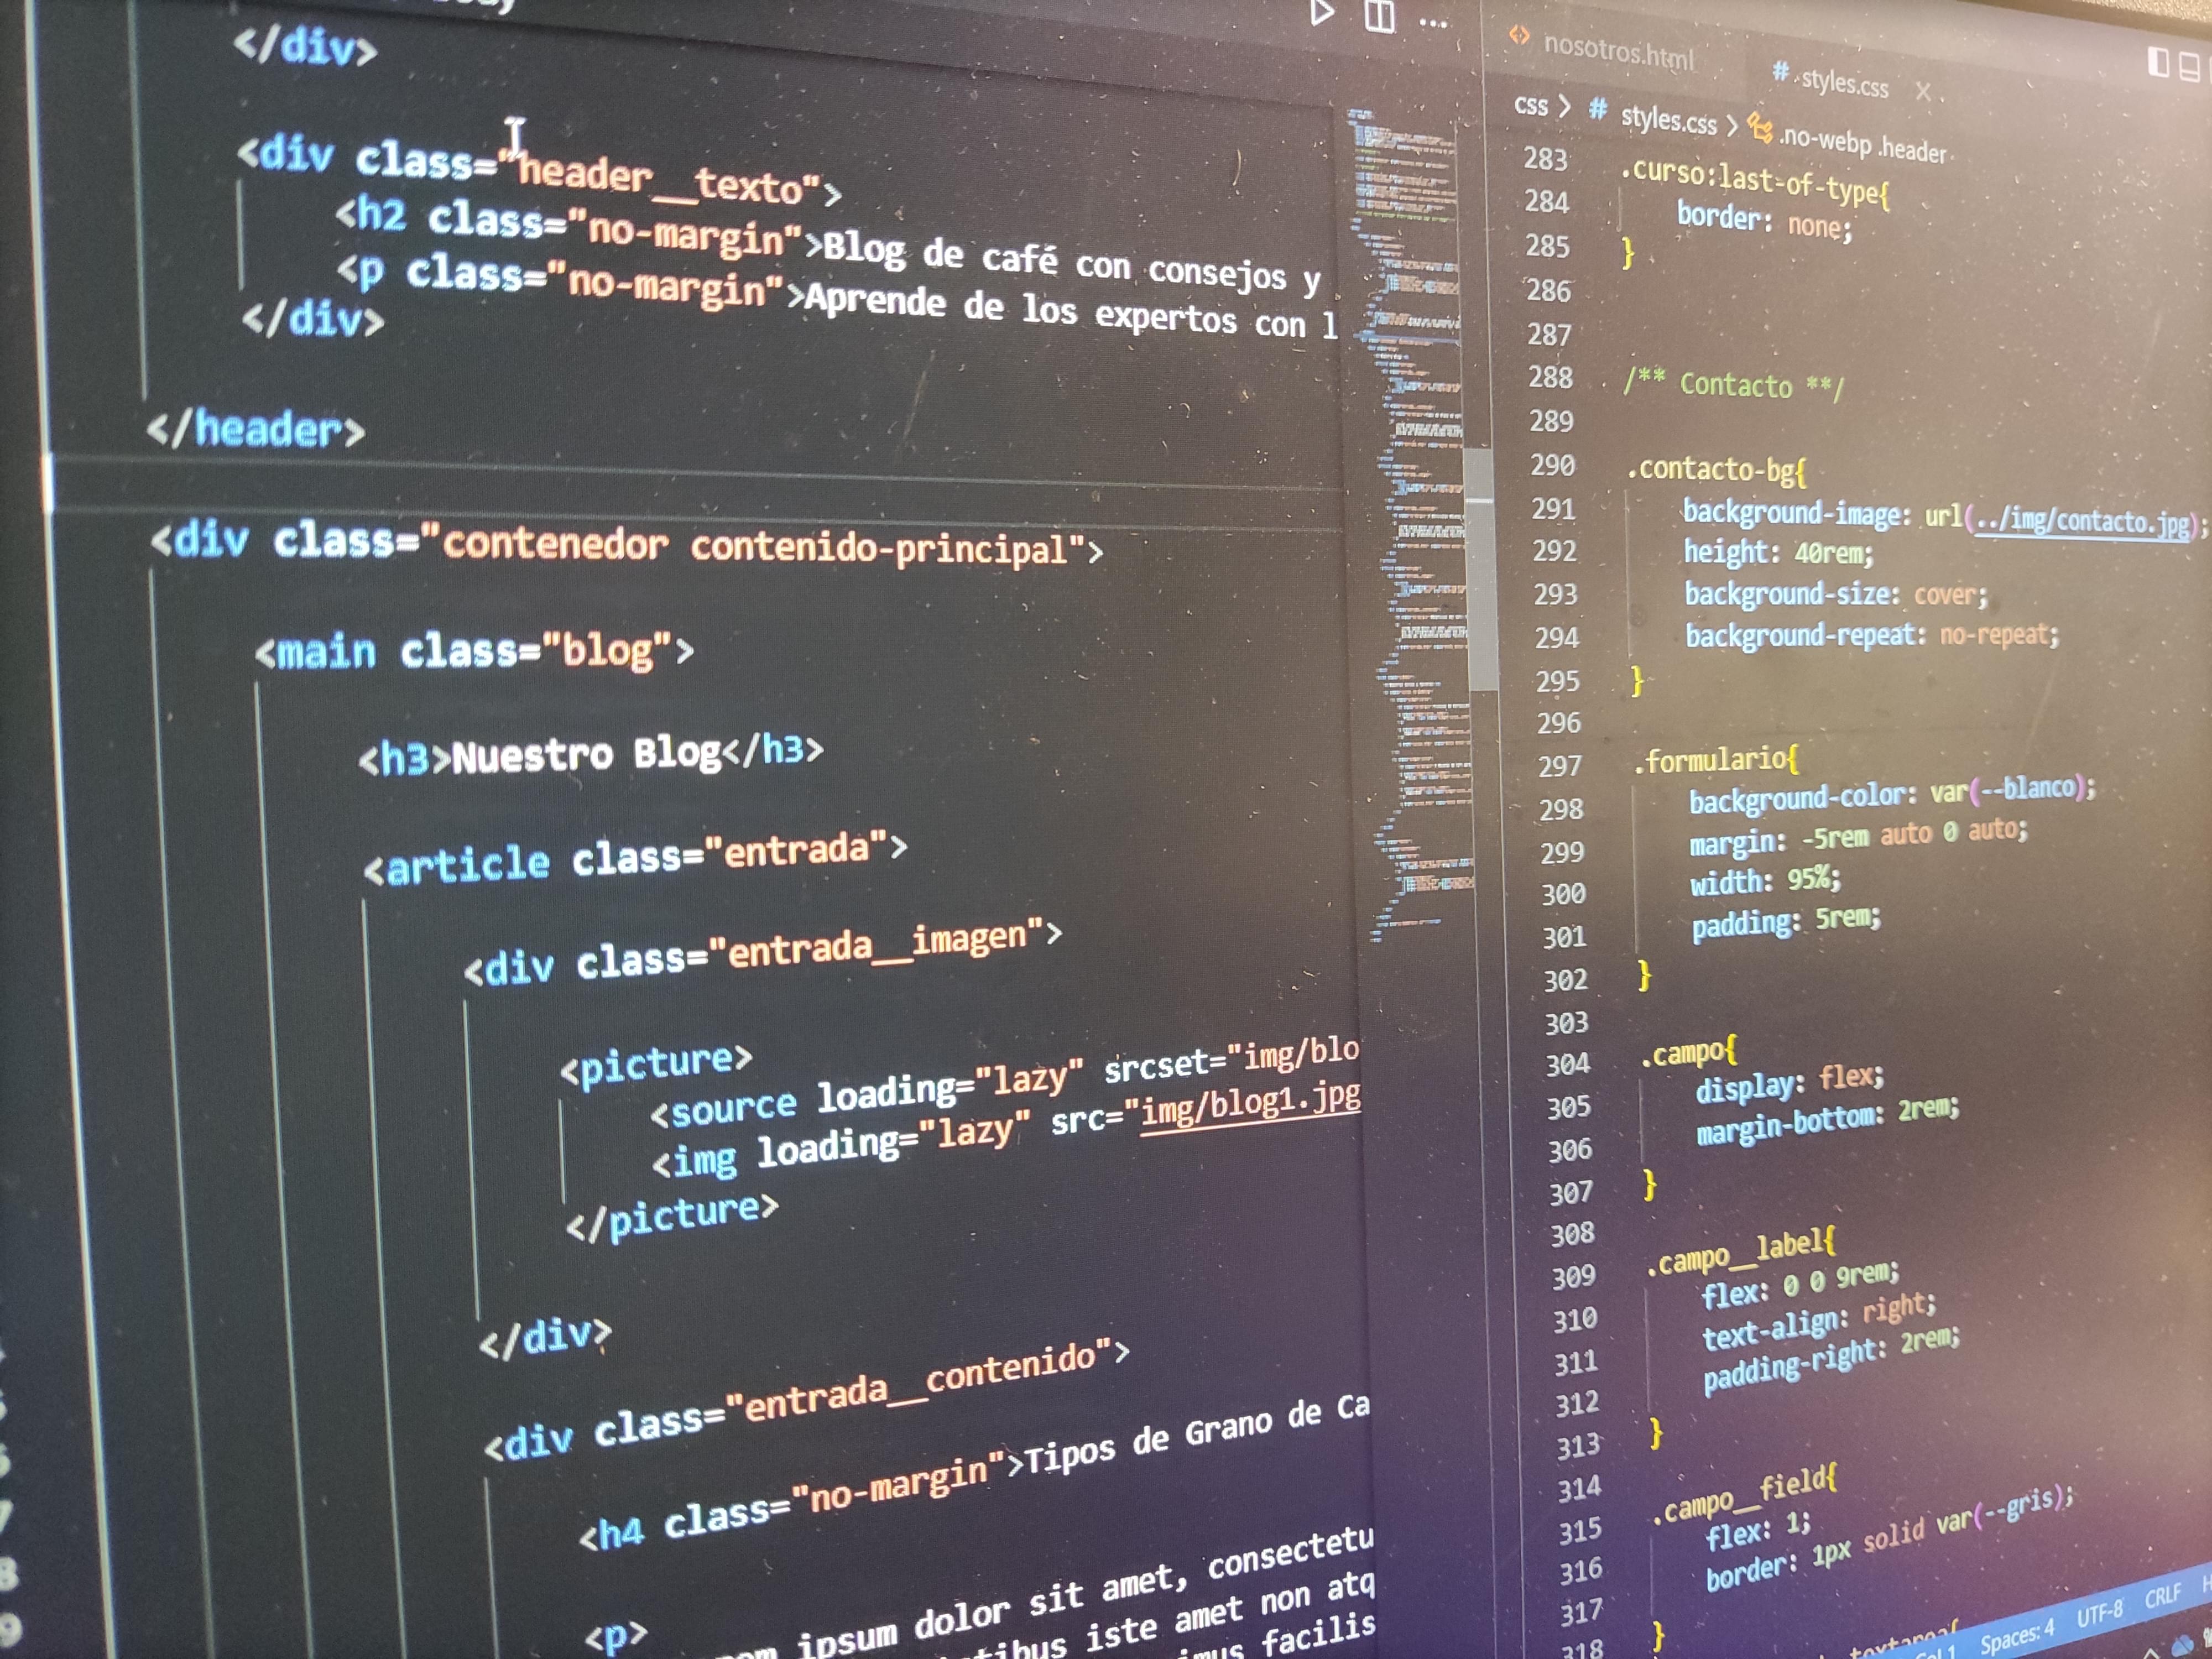 </div>
<div class="header__texto">
<h2 class="no-margin">Blog de café con consejos y
<p class="no-margin">Aprende de los expertos con l
</div>
</header>
<div class="contenedor contenido-principal">
<main class="blog">
<h3>Nuestro Blog</h3>
<article class="entrada">
<div class="entrada__imagen">
<picture>
<source loading="lazy" srcset="img/blo
<img loading="lazy" src="img/blog1.jpg
</picture>
</div>
<div class="entrada__contenido">
<h4 class="no-margin">Tipos de Grano de Ca
<p>
ipsum dolor sit amet, consectetu
iste amet non atq
facilis
nosotros.html
# styles.css
css > # styles.css > .no-webp .header
283 .curso:last-of-type{
284 border: none;
285 }
286
287
288 /** Contacto **/
289
290 .contacto-bg{
291 background-image: url(../img/contacto.jpg);
292 height: 40rem;
293 background-size: cover;
294 background-repeat: no-repeat;
295 }
296
297 .formulario{
298 background-color: var(--blanco);
299 margin: -5rem auto 0 auto;
300 width: 95%;
301 padding: 5rem;
302 }
303
304 .campo{
305 display: flex;
306 margin-bottom: 2rem;
307 }
308
309 .campo__label{
310 flex: 0 0 9rem;
311 text-align: right;
312 padding-right: 2rem;
313 }
314
315 .campo__field{
316 flex: 1;
317 border: 1px solid var(--gris);
318 }
Spaces: 4 UTF-8 CRLF